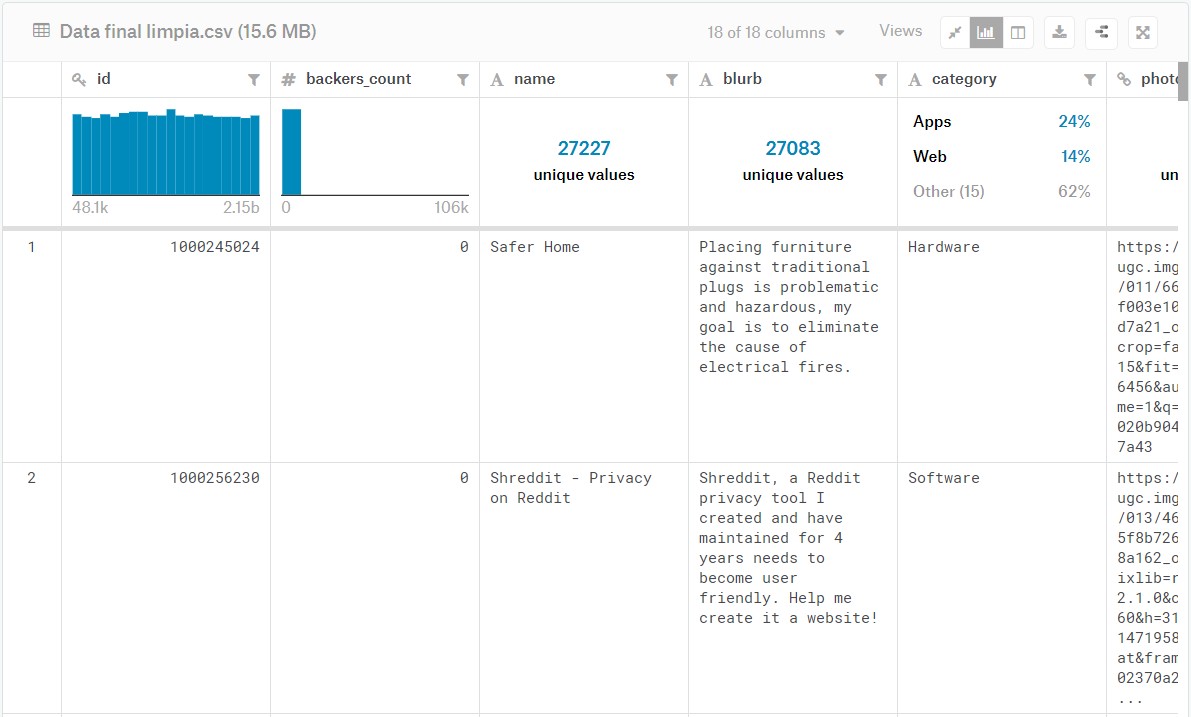 Data final limpia.csv (15.6 MB)
18 of 18 columns
Views
id
# backers_count
A name
A blurb
A category
48.1k 2.15b
0 106k
27227
unique values
27083
unique values
Apps 24%
Web 14%
Other (15) 62%
un
1
1000245024
0
Safer Home
Placing furniture
against traditional
plugs is problematic
and hazardous, my
goal is to eliminate
the cause of
electrical fires.
Hardware
https:/
ugc.img
/011/66
f003e10
d7a21_o
crop=fa
15&fit=
6456&au
me=1&q=
020b904
7a43
2
1000256230
0
Shreddit - Privacy
on Reddit
Shreddit, a Reddit
privacy tool I
created and have
maintained for 4
years needs to
become user
friendly. Help me
create it a website!
Software
https:/
ugc.img
/013/46
5f8b726
8a162_o
ixlib=r
2.1.0&
60&h=31
1471958
at&fram
02370a2
...